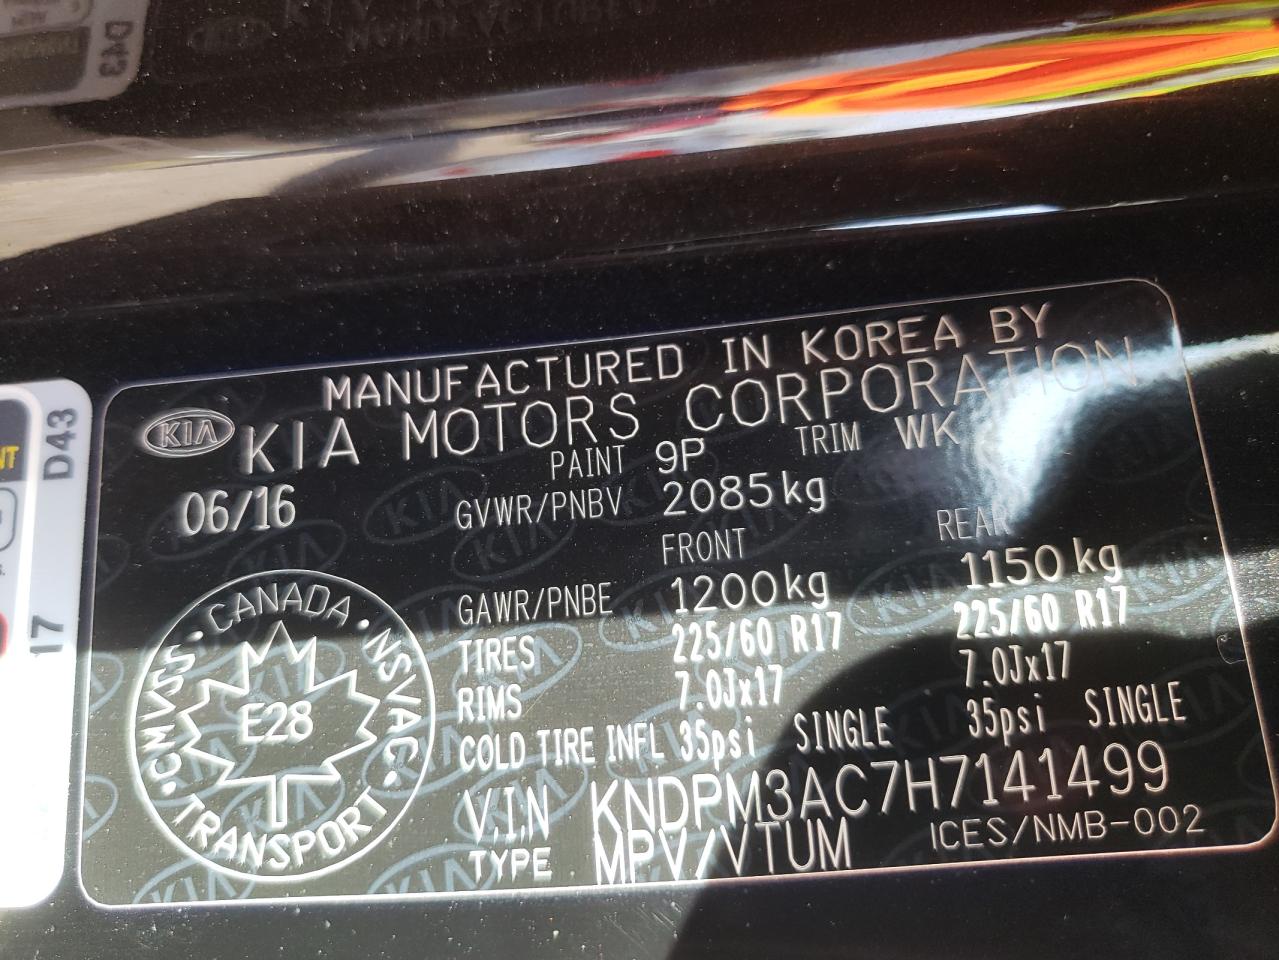 MANUFACTURED IN KOREA BY
KIA
KIA MOTORS CORPORATION
PAINT 9P TRIM WK
06/16 GVWR/PNBV 2085kg
FRONT REAR
GAWR/PNBE 1200kg 1150kg
TIRES 225/60 R17 225/60 R17
RIMS 7.0Jx17 7.0Jx17
COLD TIRE INFL 35psi SINGLE 35psi SINGLE
V.I.N KNDPM3AC7H7141499
TYPE MPV/VTUM ICES/NMB-002
CANADA
NSVAC
TRANSPORT
CMVSS
E28
D43
17
NT
D43